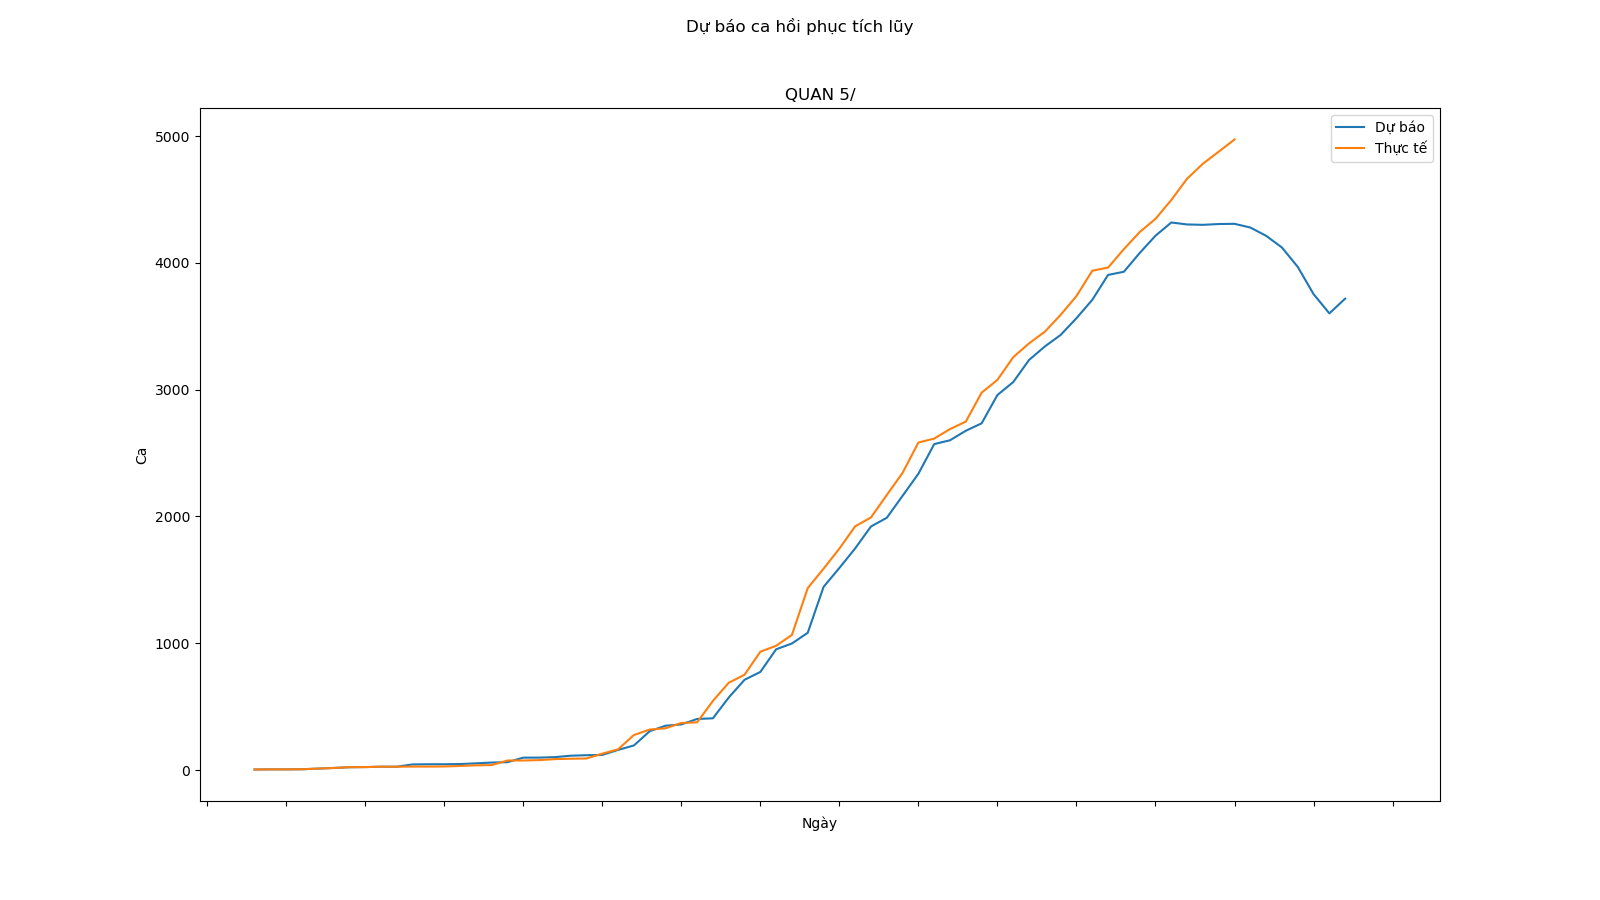 Dự báo ca hồi phục tích lũy
QUAN 5/
Dự báo
Thực tế
5000
4000
3000
2000
1000
0
Ca
Ngày